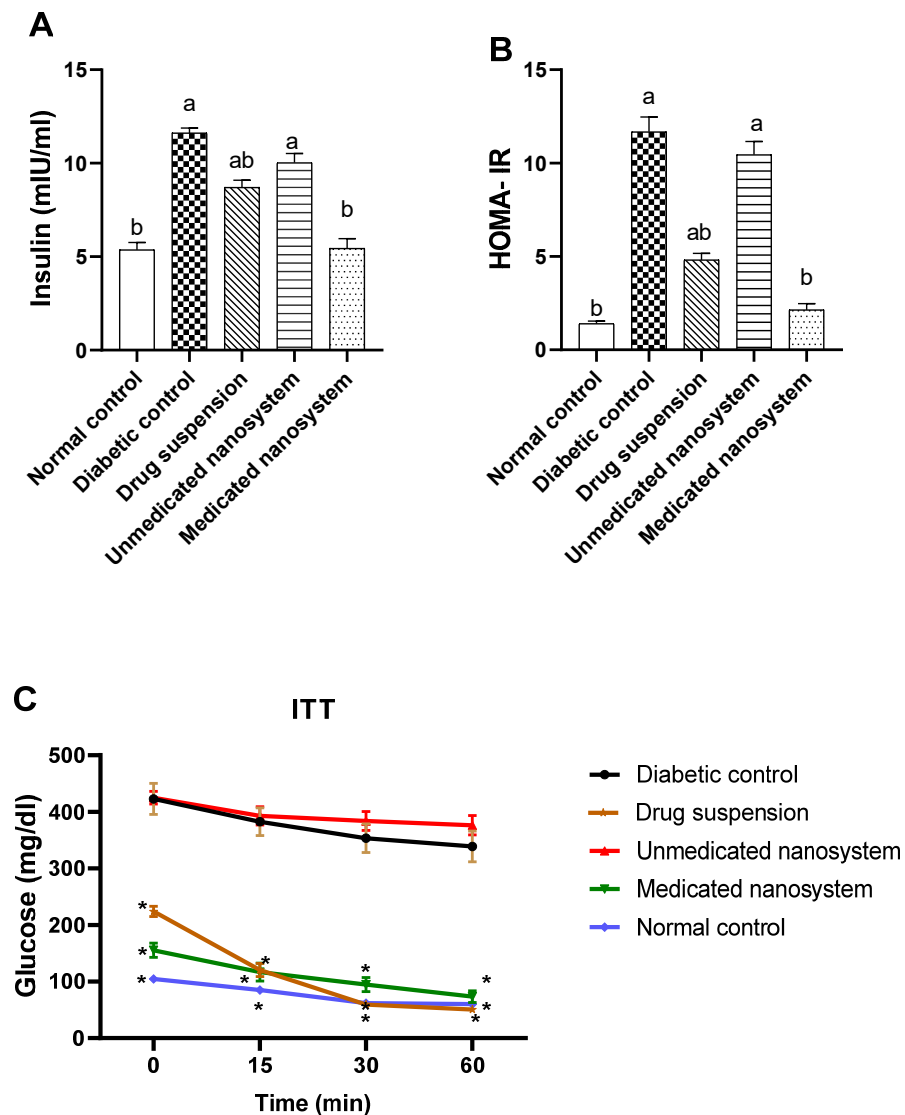 A
Insulin (mIU/ml)
15
10
5
0
b
a
ab
a
b
Normal control
Diabetic control
Drug suspension
Unmedicated nanosystem
Medicated nanosystem
B
HOMA- IR
15
10
5
0
b
a
ab
a
b
Normal control
Diabetic control
Drug suspension
Unmedicated nanosystem
Medicated nanosystem
C
ITT
Glucose (mg/dl)
500
400
300
200
100
0
* * * * * * * * * * * *
0 15 30 60
Time (min)
Diabetic control
Drug suspension
Unmedicated nanosystem
Medicated nanosystem
Normal control